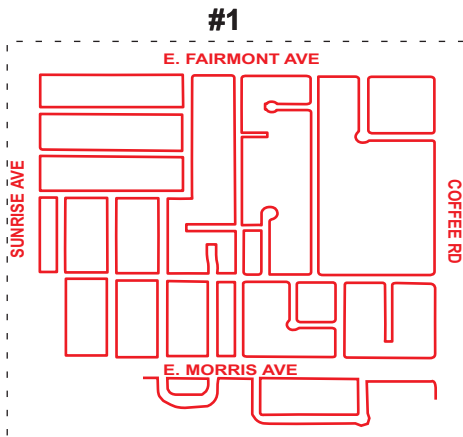 #1
E. FAIRMONT AVE
SUNRISE AVE
COFFEE RD
E. MORRIS AVE